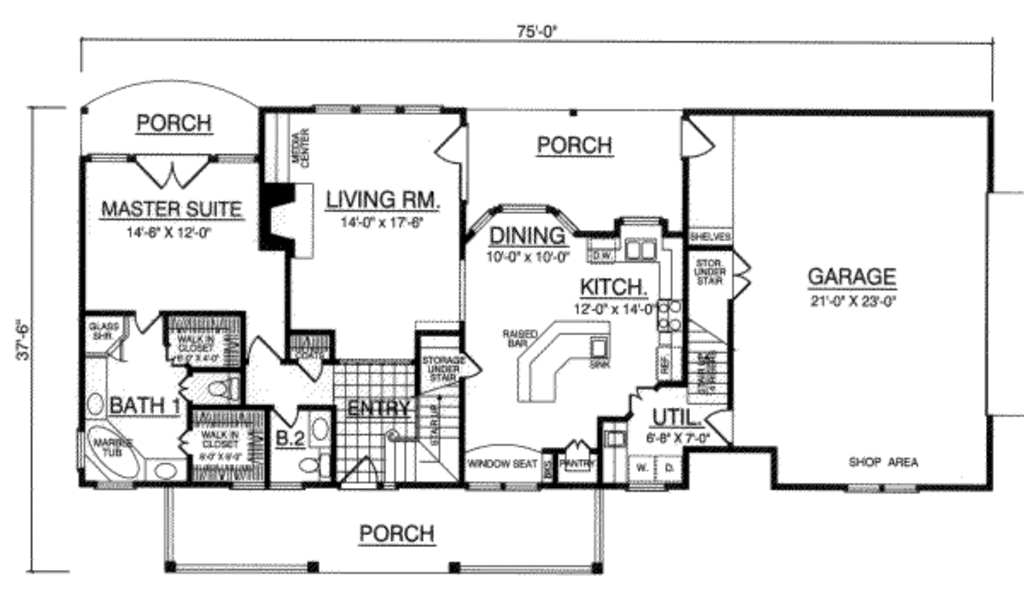 75'-0"
PORCH
MEDIA
CENTER
PORCH
LIVING RM.
14'-0" x 17'-6"
MASTER SUITE
14'-6" X 12'-0"
DINING
10'-0" x 10'-0"
D.W.
SHELVES
STOR.
UNDER
STAIR
GARAGE
21'-0" X 23'-0"
KITCH.
12'-0" x 14'-0"
37'-6"
GLASS
SHR.
WALK IN
CLOSET
6'-0" X 4'-0"
COATS
RAISED
BAR
SINK
REF.
STORAGE
UNDER
STAIR
BATH 1
ENTRY
STAIR UP
UTIL.
6'-8" X 7'-0"
MARBLE
TUB
WALK IN
CLOSET
6'-0" X 6'-0"
B.2
WINDOW SEAT
BKS
PANTRY
W.
D.
SHOP AREA
PORCH